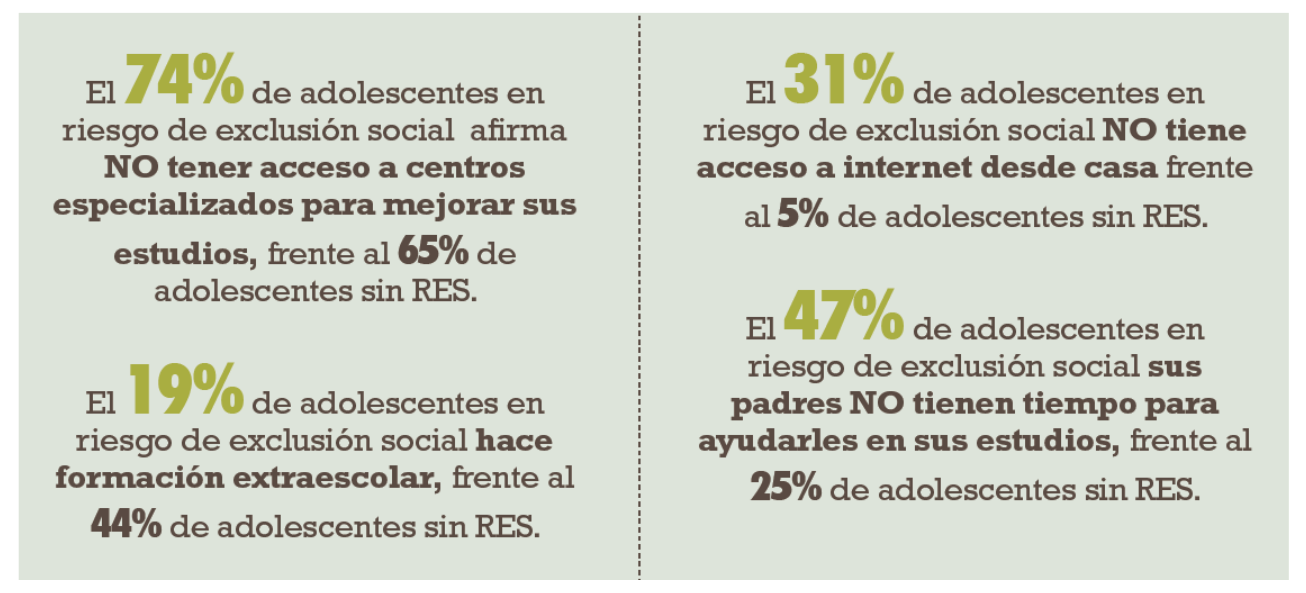 El 74% de adolescentes en
riesgo de exclusión social afirma
NO tener acceso a centros
especializados para mejorar sus
estudios, frente al 65% de
adolescentes sin RES.
El 19% de adolescentes en
riesgo de exclusión social hace
formación extraescolar, frente al
44% de adolescentes sin RES.
El 31% de adolescentes en
riesgo de exclusión social NO tiene
acceso a internet desde casa frente
al 5% de adolescentes sin RES.
El 47% de adolescentes en
riesgo de exclusión social sus
padres NO tienen tiempo para
ayudarles en sus estudios, frente al
25% de adolescentes sin RES.